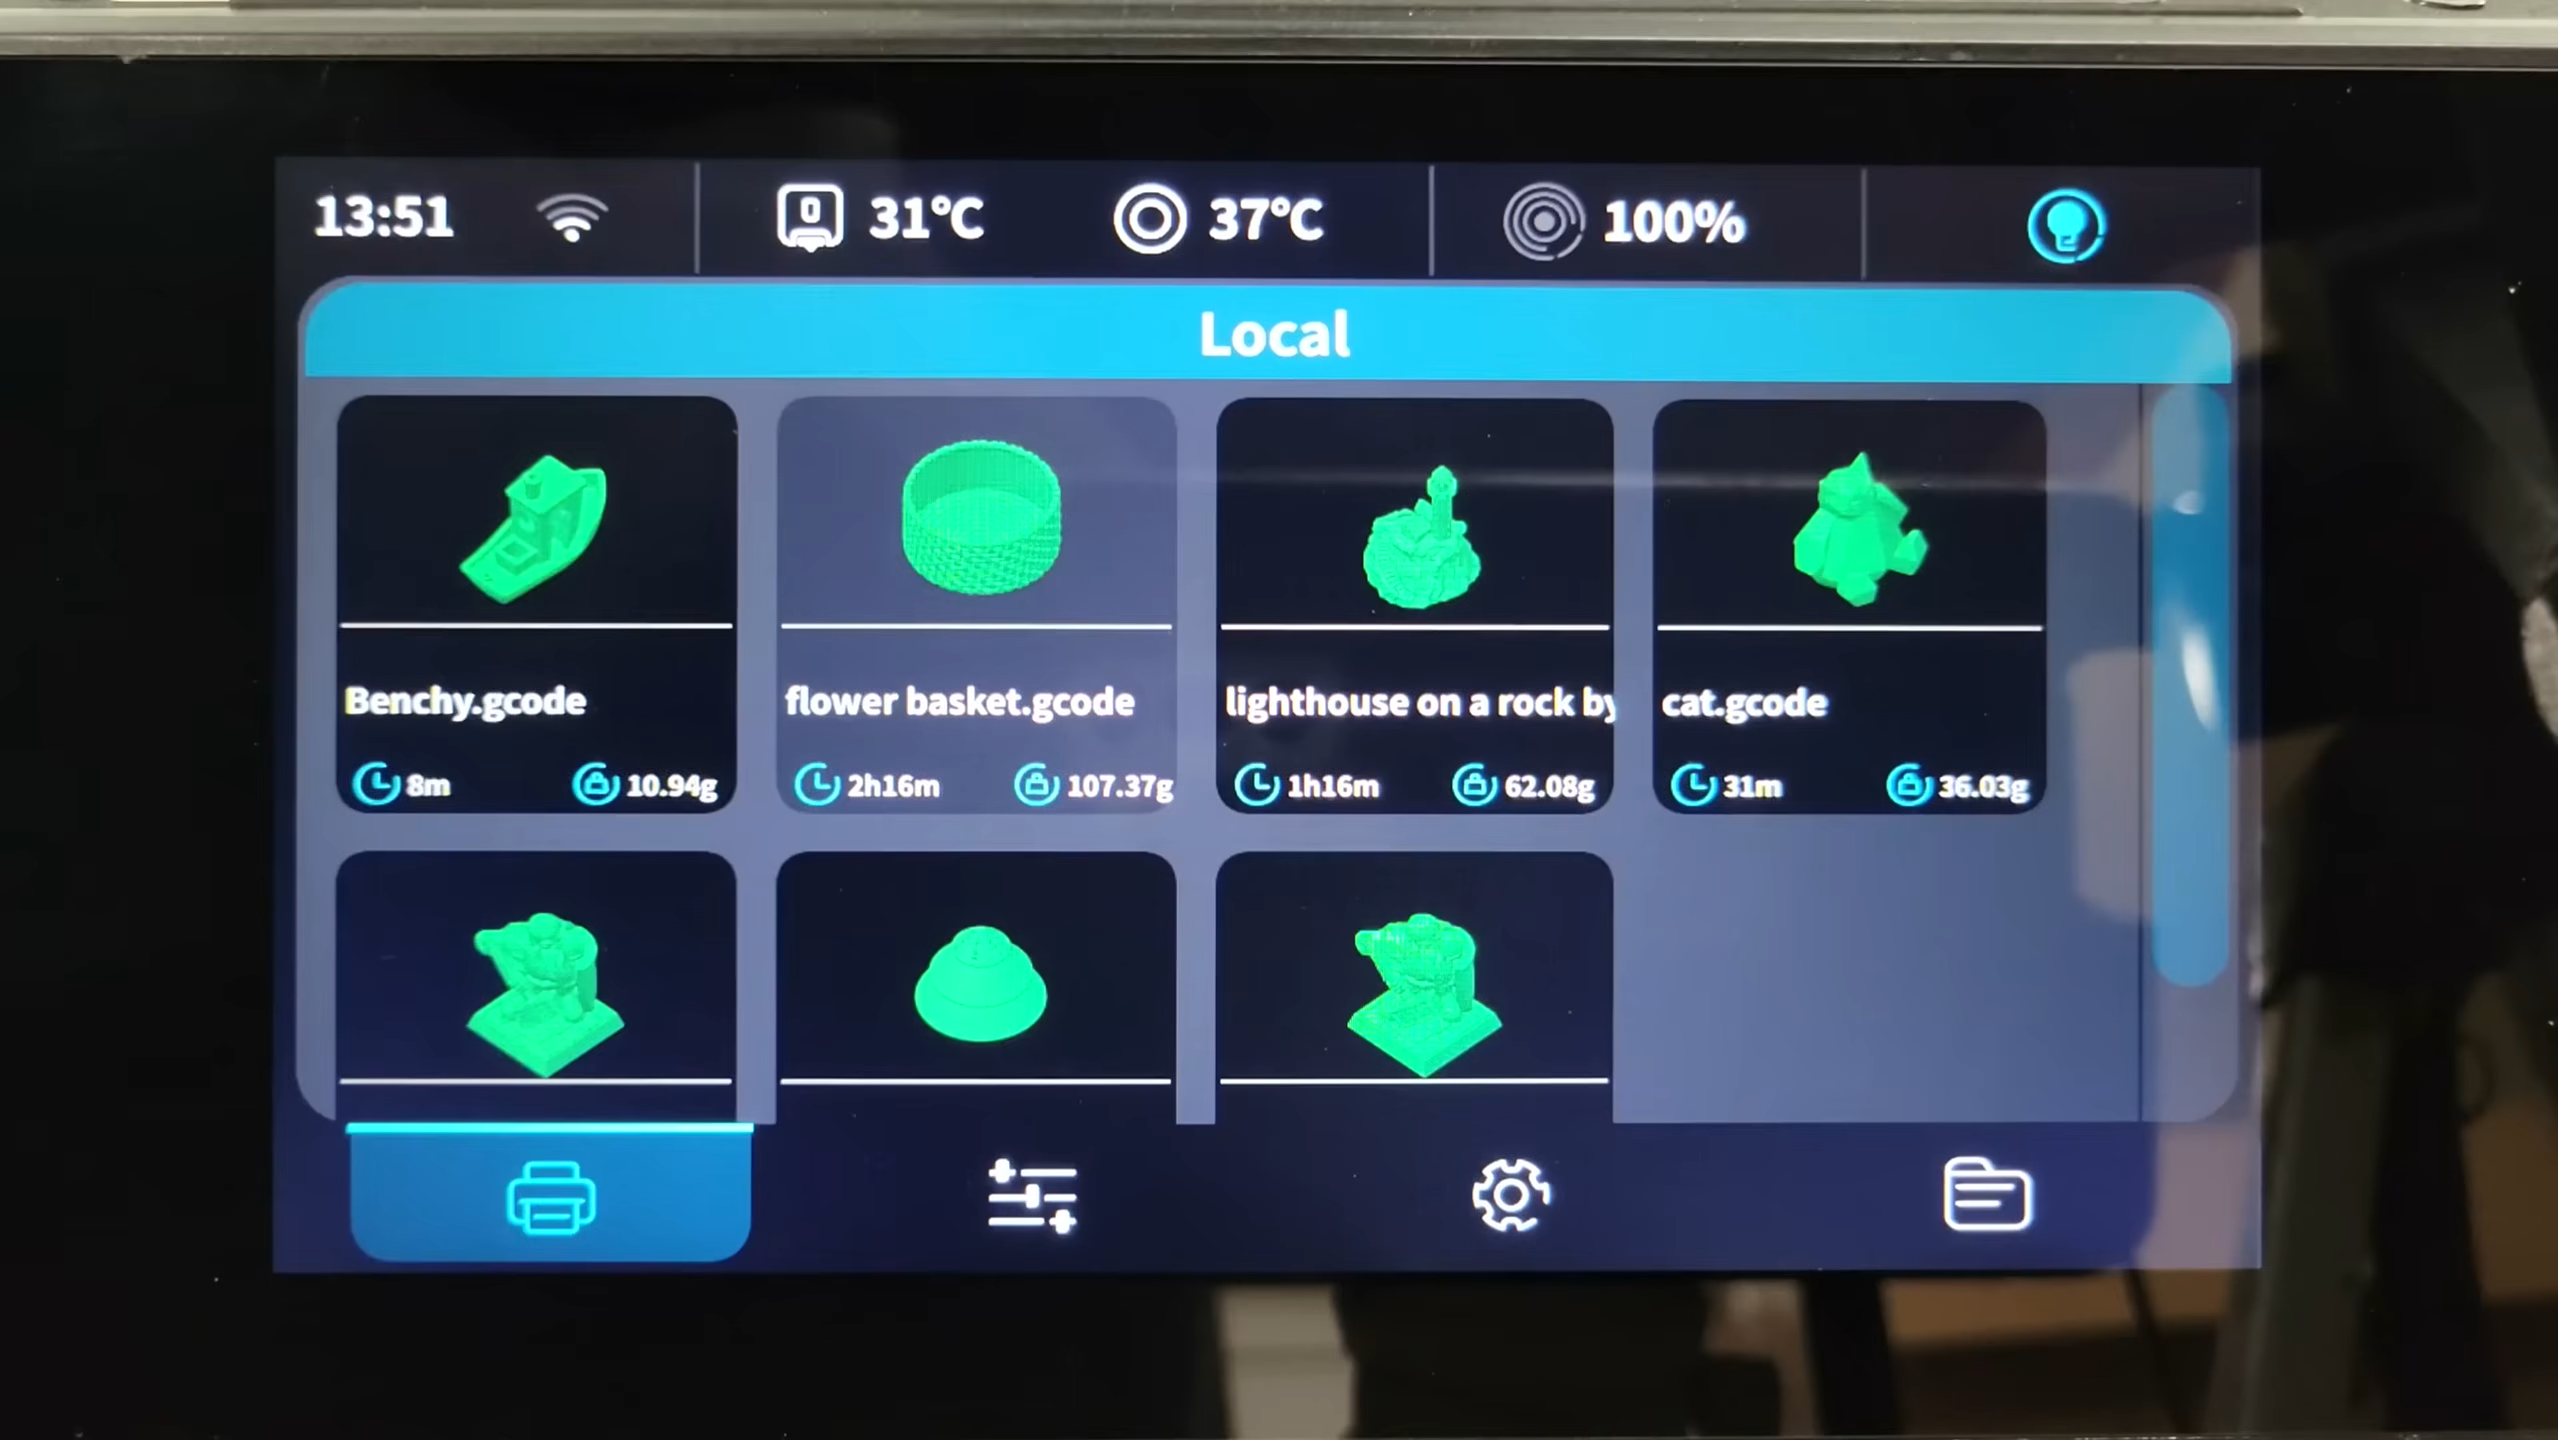 13:51 0 31°C 37°C 100%
Local
Benchy.gcode
8m 10.94g
flower basket.gcode
2h16m 107.37g
lighthouse on a rock by
1h16m 62.08g
cat.gcode
31m 36.03g